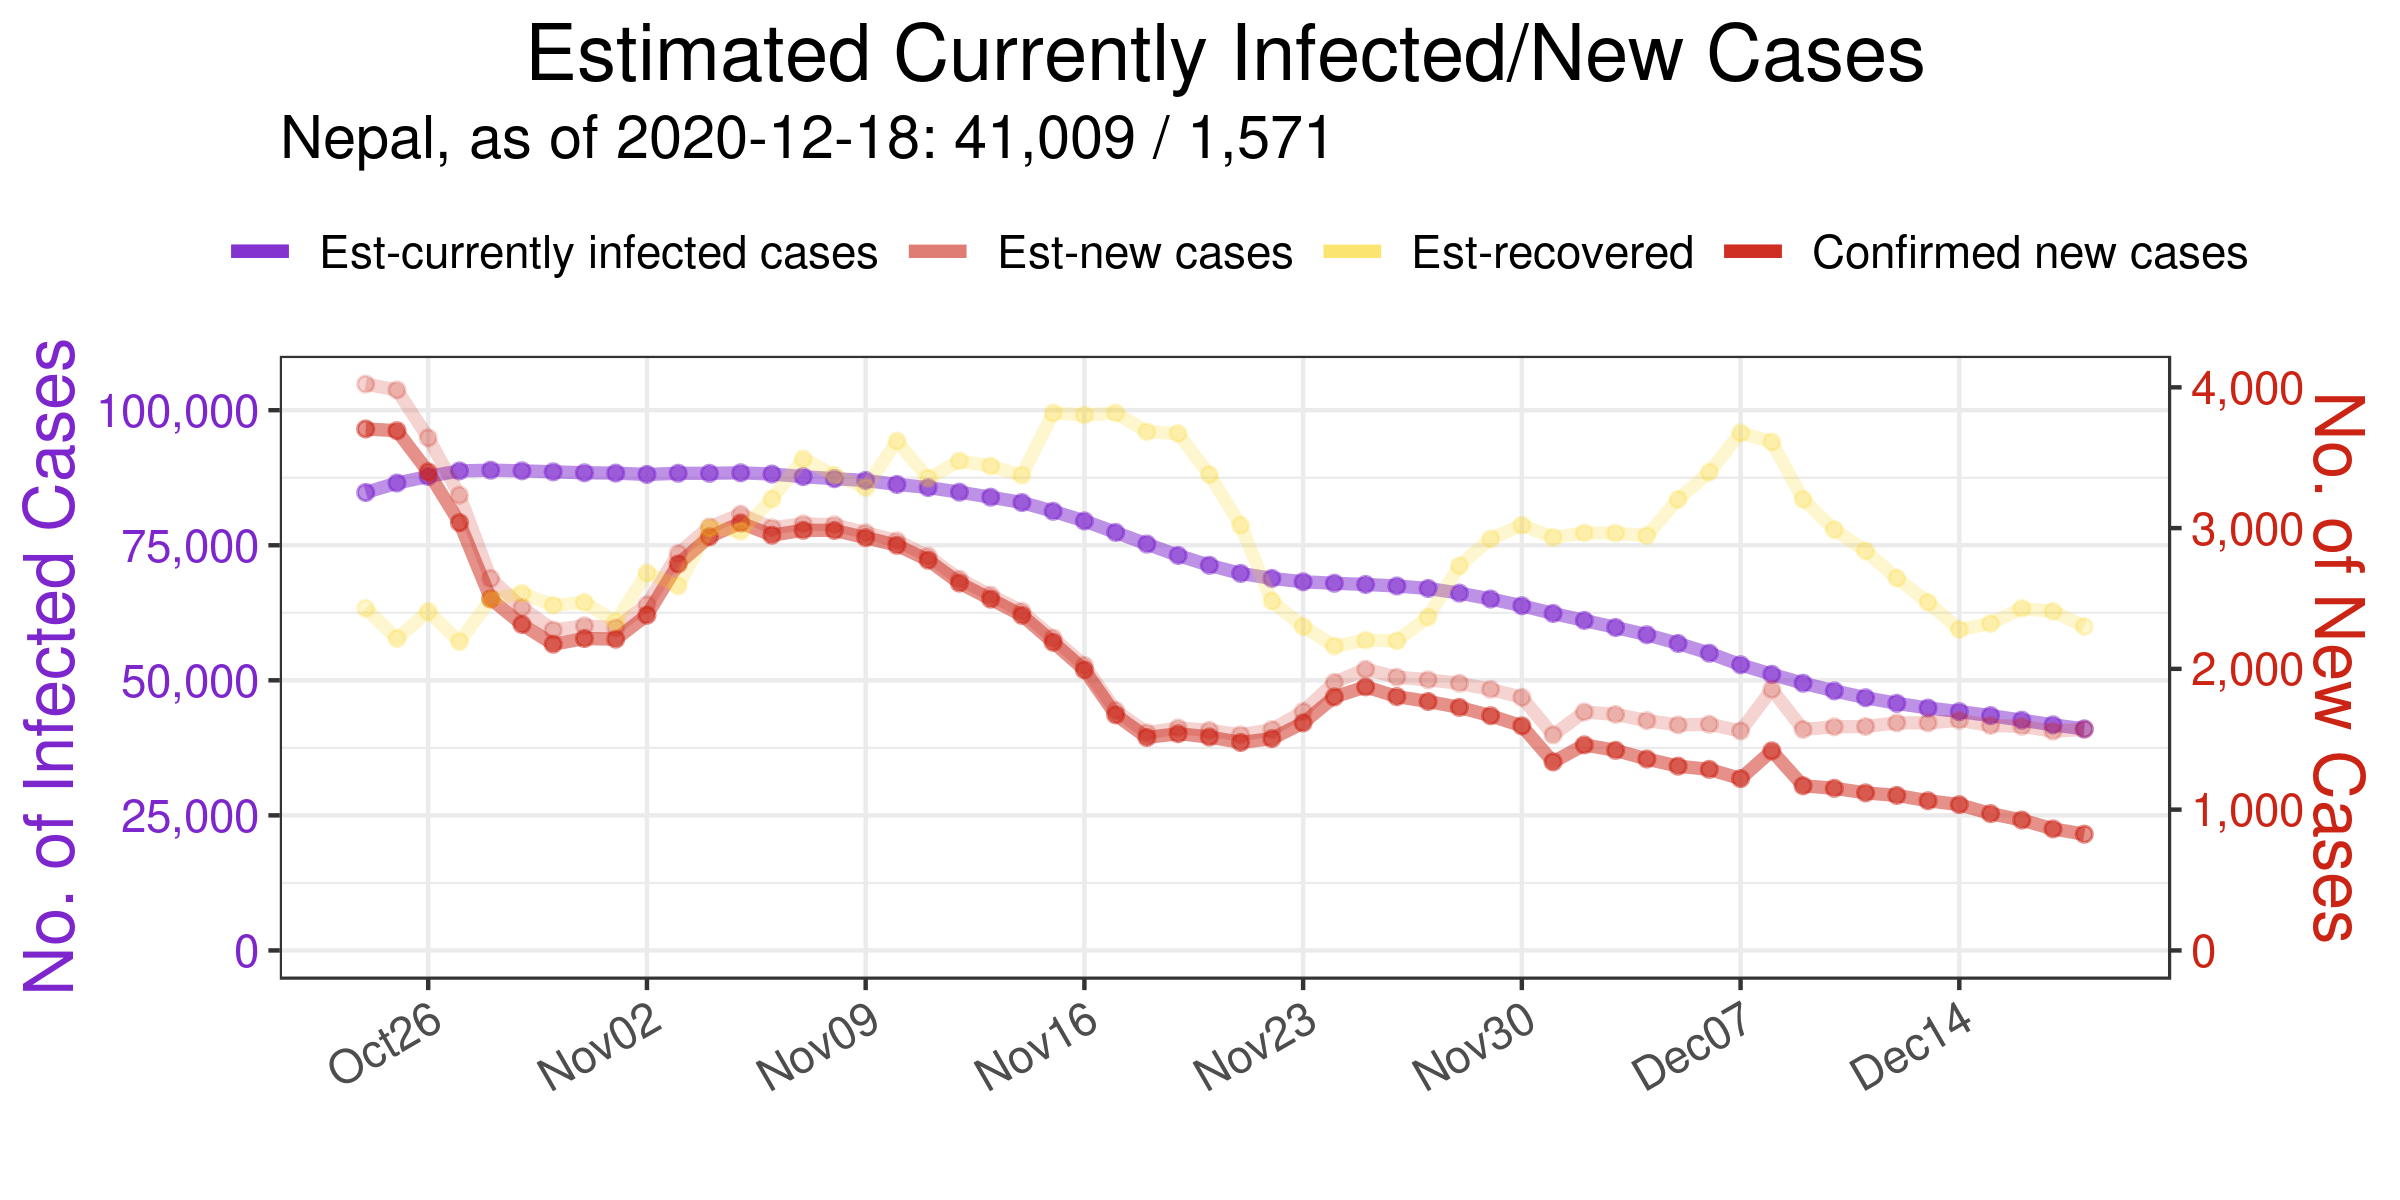 Estimated Currently Infected/New Cases
Nepal, as of 2020-12-18: 41,009 / 1,571
Est-currently infected cases Est-new cases Est-recovered Confirmed new cases
No. of Infected Cases
100,000
75,000
50,000
25,000
0
4,000
3,000
2,000
1,000
0
No. of New Cases
Oct26 Nov02 Nov09 Nov16 Nov23 Nov30 Dec07 Dec14